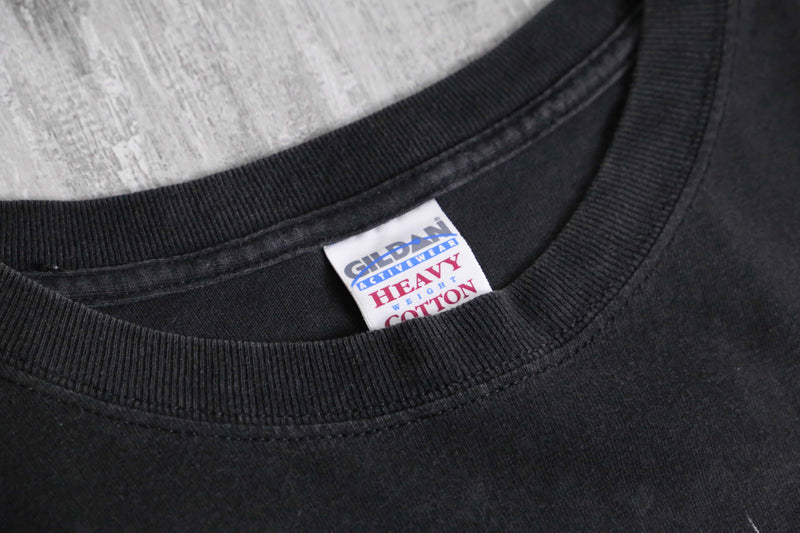 GILDAN
ACTIVEWEAR
HEAVY
WEIGHT
COTTON